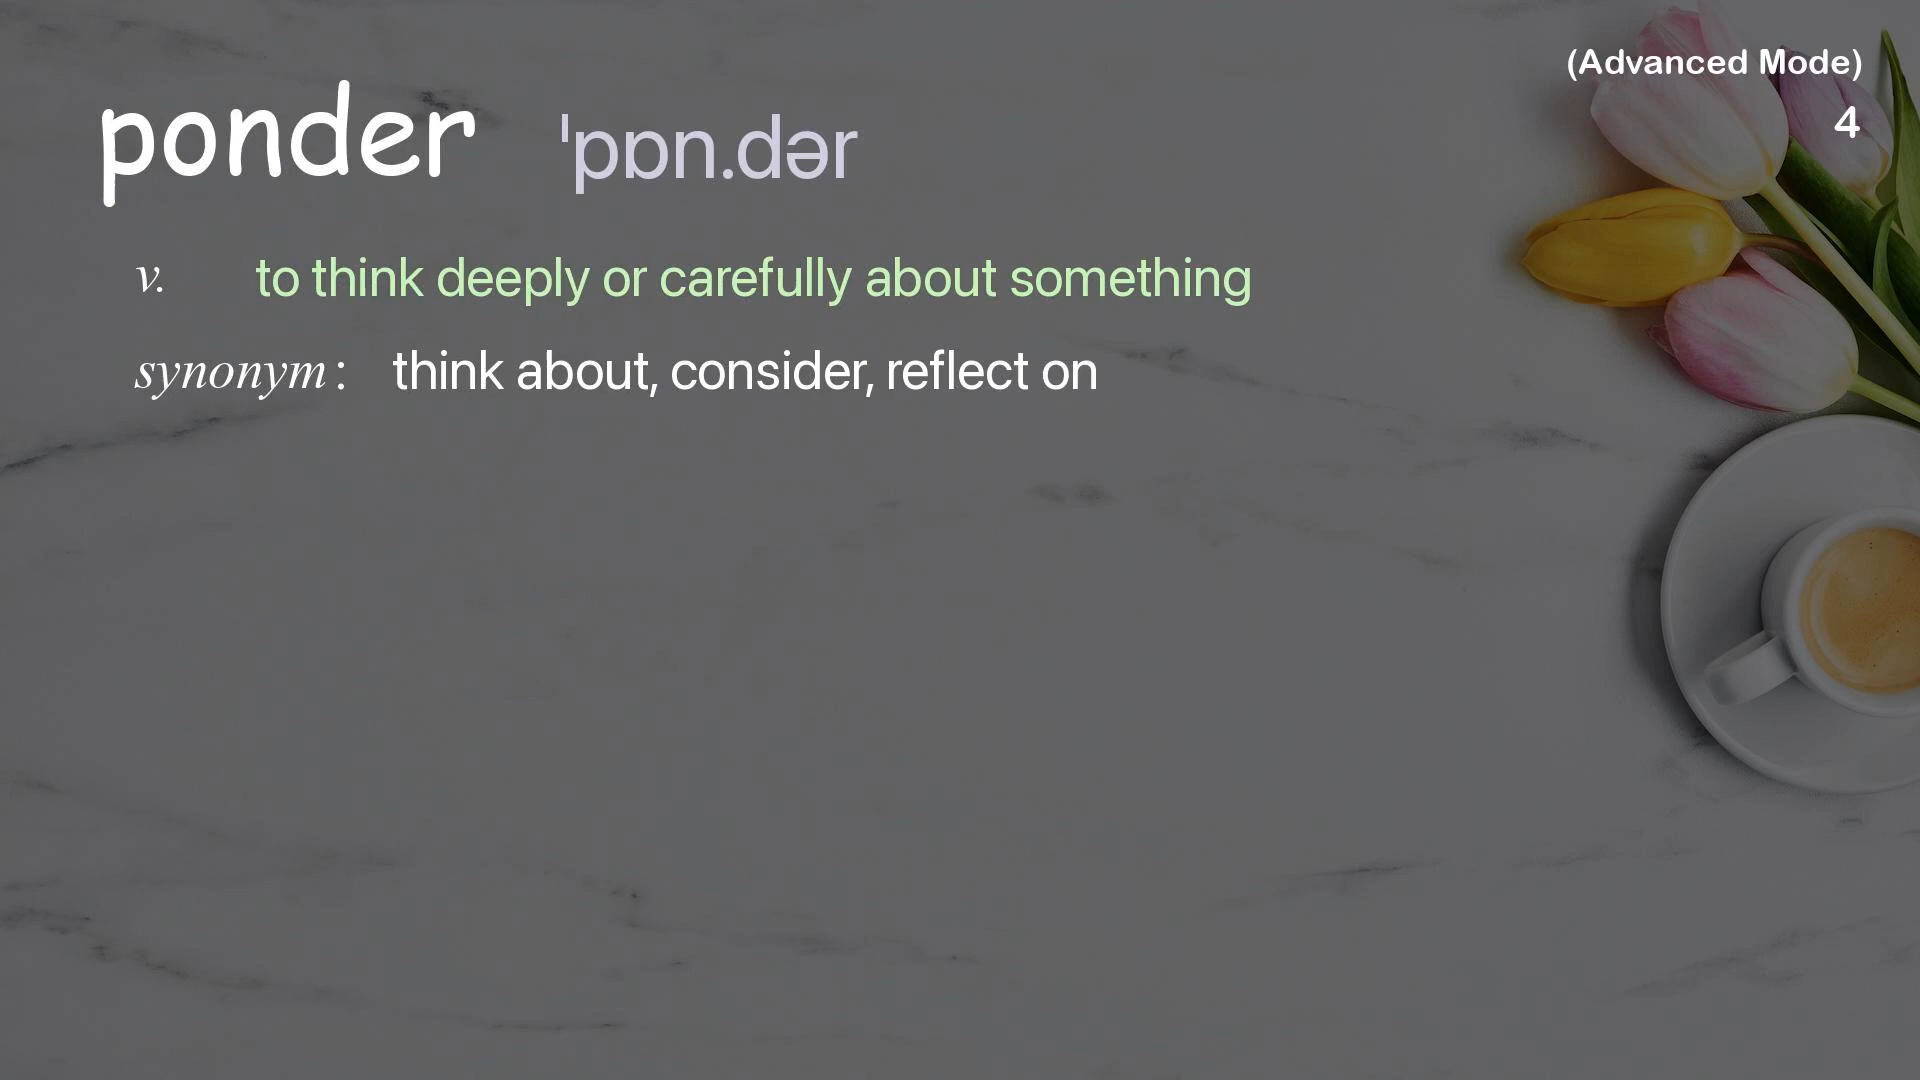 (Advanced Mode)
4
ponder ˈpɒn.dər
v. to think deeply or carefully about something
synonym: think about, consider, reflect on